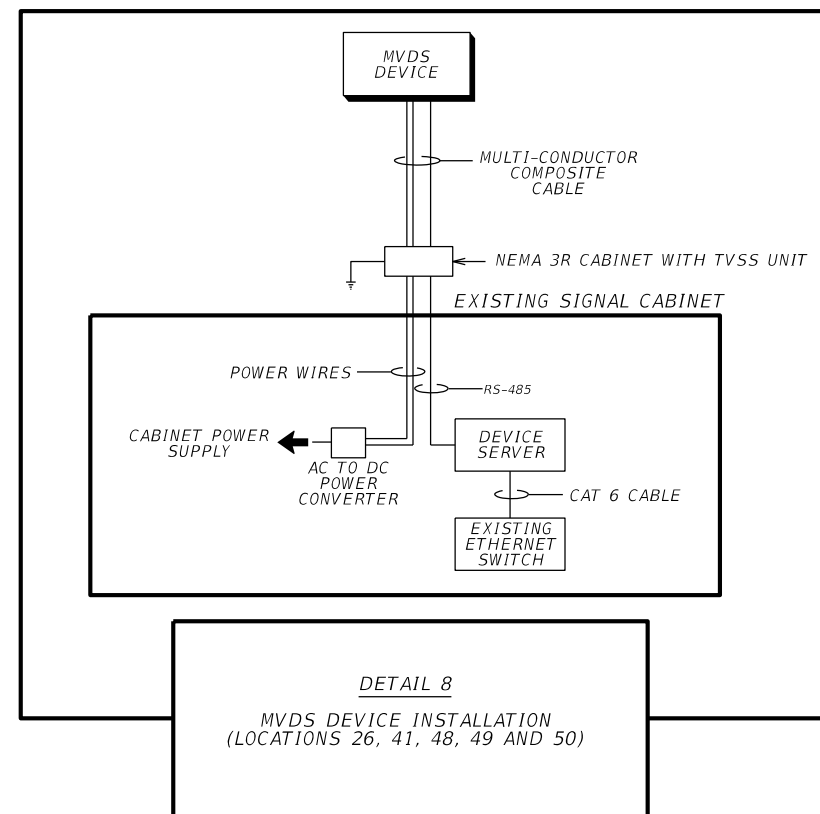 MVDS
DEVICE
MULTI-CONDUCTOR
COMPOSITE
CABLE
NEMA 3R CABINET WITH TVSS UNIT
EXISTING SIGNAL CABINET
POWER WIRES
RS-485
CABINET POWER
SUPPLY
AC TO DC
POWER
CONVERTER
DEVICE
SERVER
CAT 6 CABLE
EXISTING
ETHERNET
SWITCH
DETAIL 8
MVDS DEVICE INSTALLATION
(LOCATIONS 26, 41, 48, 49 AND 50)